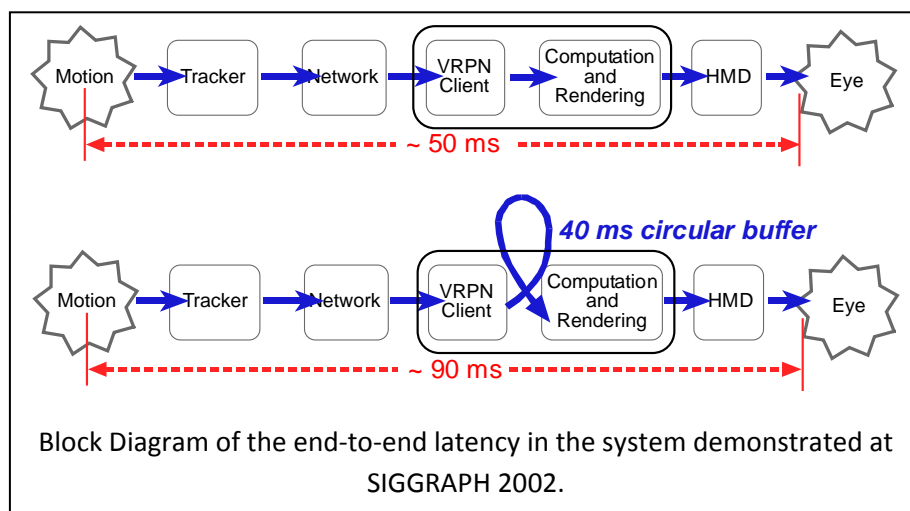 Motion
Tracker
Network
VRPN
Client
Computation
and
Rendering
HMD
Eye
~ 50 ms
40 ms circular buffer
Motion
Tracker
Network
VRPN
Client
Computation
and
Rendering
HMD
Eye
~ 90 ms
Block Diagram of the end-to-end latency in the system demonstrated at
SIGGRAPH 2002.